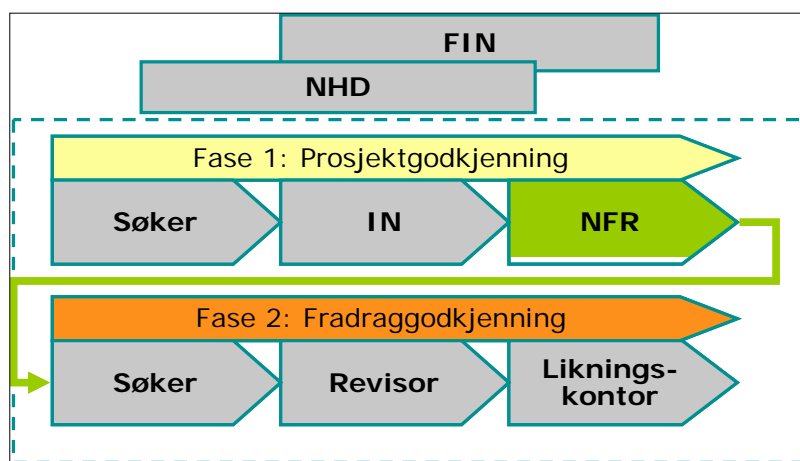 FIN
NHD
Fase 1: Prosjektgodkjenning
Søker
IN
NFR
Fase 2: Fradraggodkjenning
Søker
Revisor
Liknings-
kontor